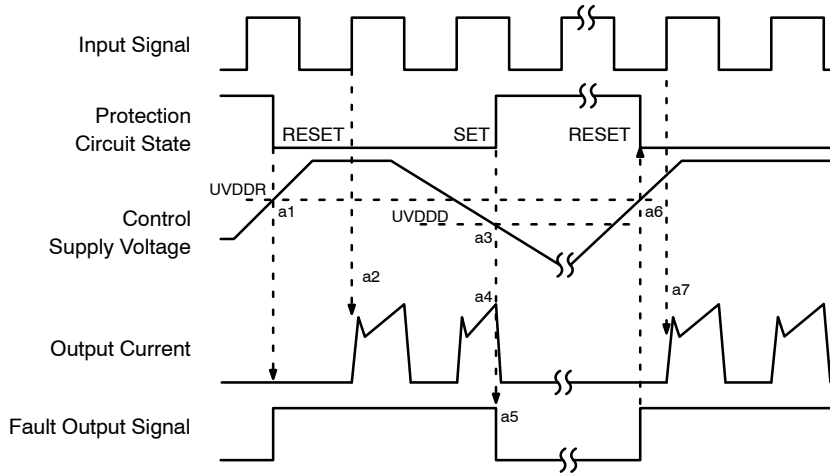 Input Signal
Protection
Circuit State
RESET
SET
RESET
UVDDR
a1
a6
Control
Supply Voltage
UVDDD
a3
a2
a4
a7
Output Current
a5
Fault Output Signal